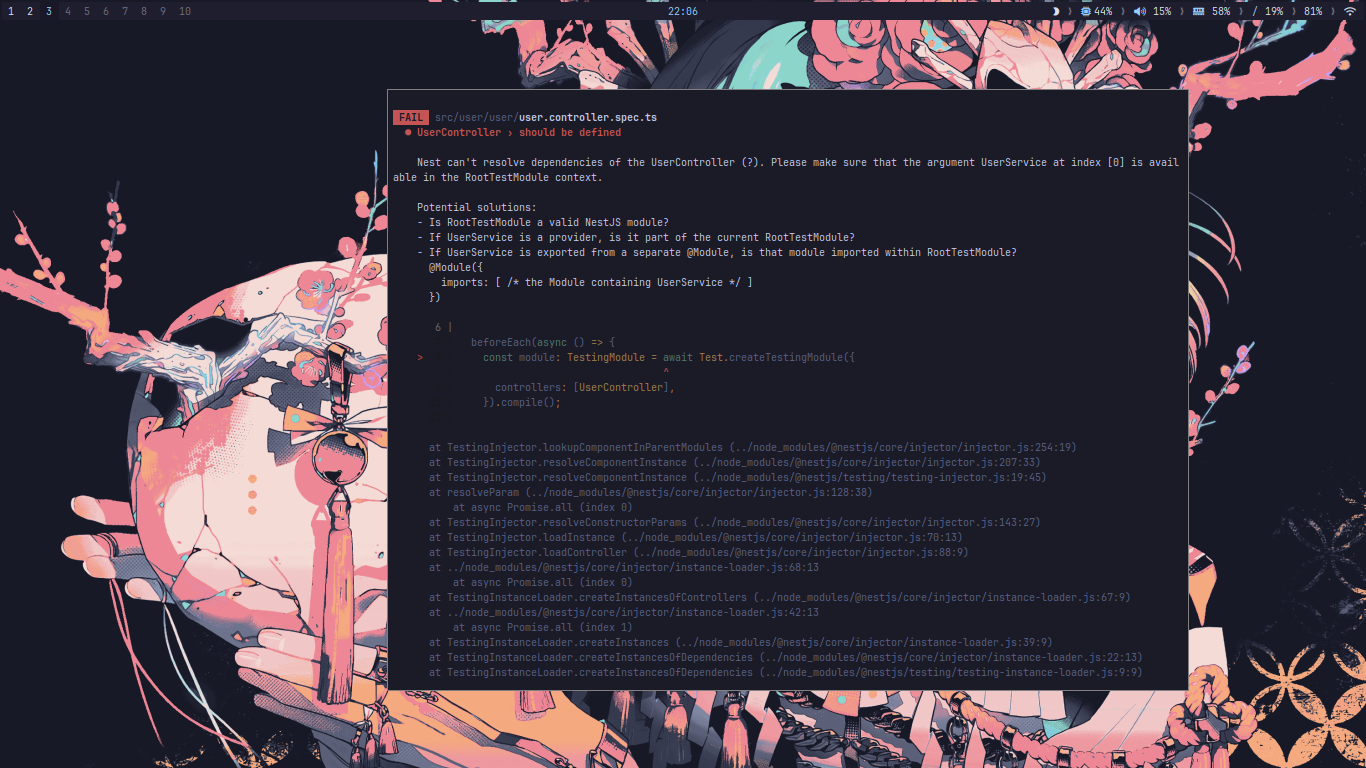 1 2 3 4 5 6 7 8 9 10 22:06 44% 15% 58% / 19% 81%
FAIL src/user/user/user.controller.spec.ts
● UserController › should be defined
Nest can't resolve dependencies of the UserController (?). Please make sure that the argument UserService at index [0] is avail
able in the RootTestModule context.
Potential solutions:
- Is RootTestModule a valid NestJS module?
- If UserService is a provider, is it part of the current RootTestModule?
- If UserService is exported from a separate @Module, is that module imported within RootTestModule?
@Module({
imports: [ /* the Module containing UserService */ ]
})
6 |
beforeEach(async () => {
> const module: TestingModule = await Test.createTestingModule({
^
controllers: [UserController],
}).compile();
at TestingInjector.lookupComponentInParentModules (../node_modules/@nestjs/core/injector/injector.js:254:19)
at TestingInjector.resolveComponentInstance (../node_modules/@nestjs/core/injector/injector.js:207:33)
at TestingInjector.resolveComponentInstance (../node_modules/@nestjs/testing/testing-injector.js:19:45)
at resolveParam (../node_modules/@nestjs/core/injector/injector.js:128:38)
at async Promise.all (index 0)
at TestingInjector.resolveConstructorParams (../node_modules/@nestjs/core/injector/injector.js:143:27)
at TestingInjector.loadInstance (../node_modules/@nestjs/core/injector/injector.js:70:13)
at TestingInjector.loadController (../node_modules/@nestjs/core/injector/injector.js:88:9)
at ../node_modules/@nestjs/core/injector/instance-loader.js:68:13
at async Promise.all (index 0)
at TestingInstanceLoader.createInstancesOfControllers (../node_modules/@nestjs/core/injector/instance-loader.js:67:9)
at ../node_modules/@nestjs/core/injector/instance-loader.js:42:13
at async Promise.all (index 1)
at TestingInstanceLoader.createInstances (../node_modules/@nestjs/core/injector/instance-loader.js:39:9)
at TestingInstanceLoader.createInstancesOfDependencies (../node_modules/@nestjs/core/injector/instance-loader.js:22:13)
at TestingInstanceLoader.createInstancesOfDependencies (../node_modules/@nestjs/testing/testing-instance-loader.js:9:9)